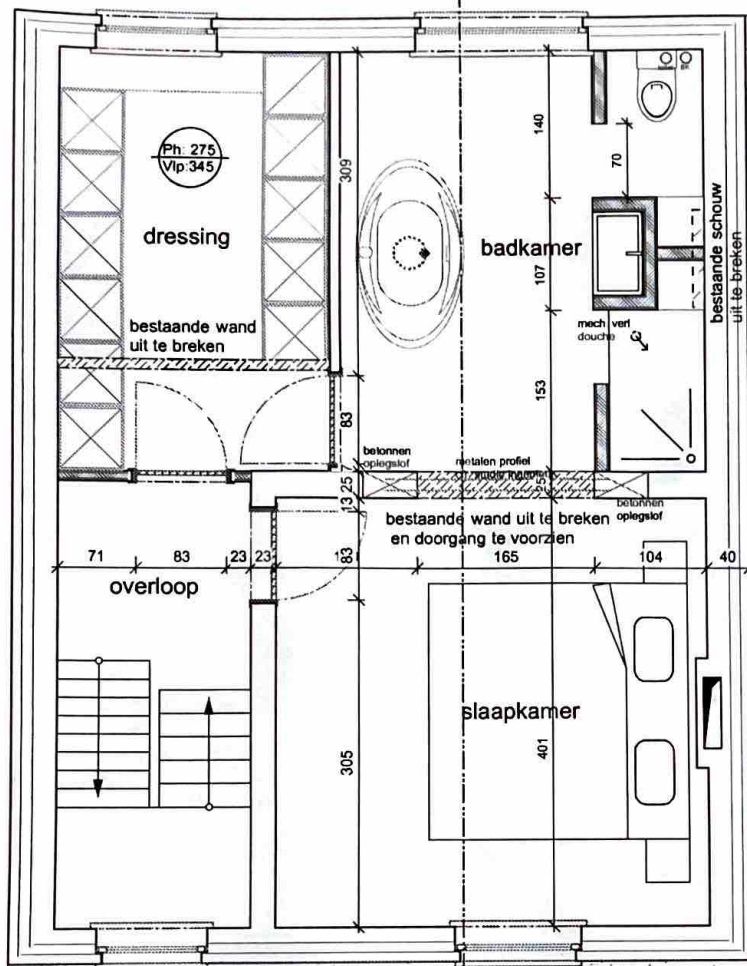 Ph: 275
Vlp:345
dressing
bestaande wand
uit te breken
309
badkamer
140
70
107
bestaande schouw
uit te breken
mech verl
douche
153
83
7
25
13
betonnen
oplegslof
metalen profiel
25
betonnen
oplegslof
bestaande wand uit te breken
en doorgang te voorzien
71
83
23
23
83
165
104
40
overloop
slaapkamer
305
401